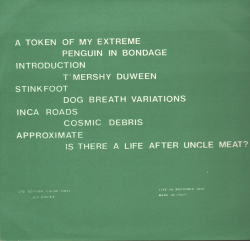 A TOKEN OF MY EXTREME
PENGUIN IN BONDAGE
INTRODUCTION
T'MERSHY DUWEEN
STINKFOOT
DOG BREATH VARIATIONS
INCA ROADS
COSMIC DEBRIS
APPROXIMATE
IS THERE A LIFE AFTER UNCLE MEAT?